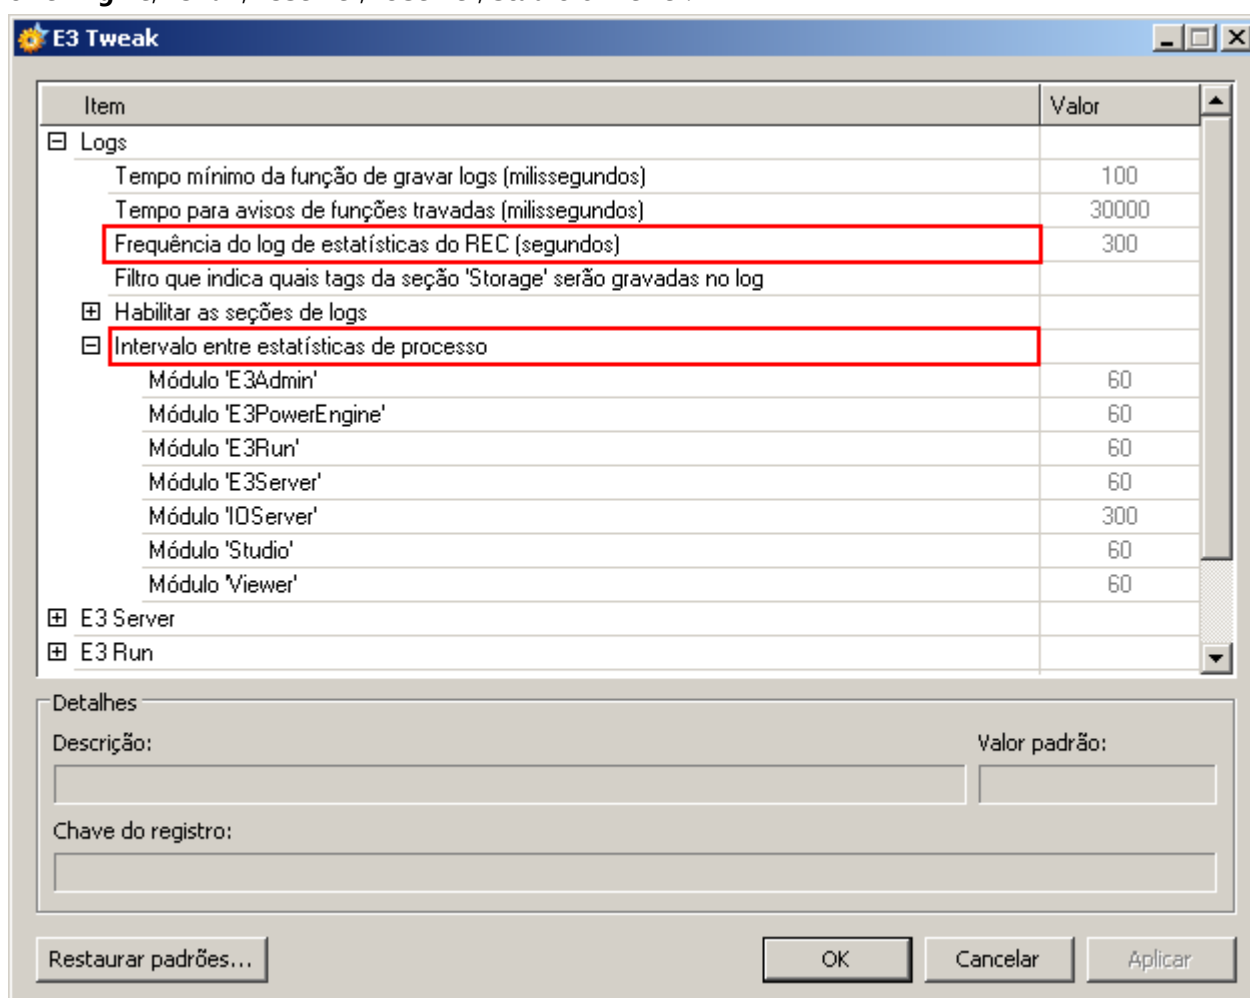 E3 Tweak
Item Valor
Logs
Tempo mínimo da função de gravar logs (milissegundos) 100
Tempo para avisos de funções travadas (milissegundos) 30000
Frequência do log de estatísticas do REC (segundos) 300
Filtro que indica quais tags da seção 'Storage' serão gravadas no log
Habilitar as seções de logs
Intervalo entre estatísticas de processo
Módulo 'E3Admin' 60
Módulo 'E3PowerEngine' 60
Módulo 'E3Run' 60
Módulo 'E3Server' 60
Módulo 'IOServer' 300
Módulo 'Studio' 60
Módulo 'Viewer' 60
E3 Server
E3 Run
Detalhes
Descrição: Valor padrão:
Chave do registro:
Restaurar padrões... OK Cancelar Aplicar